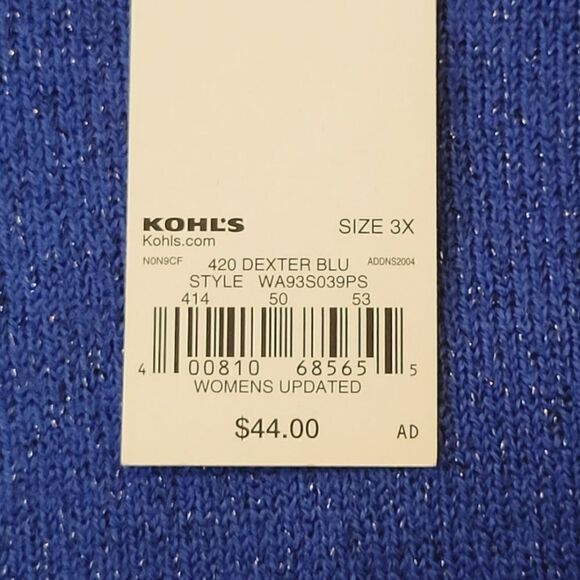 KOHL'S SIZE 3X
Kohls.com
N0N9CF 420 DEXTER BLU ADDNS2004
STYLE WA93S039PS
414 50 53
4 00810 68565 5
WOMENS UPDATED
$44.00 AD